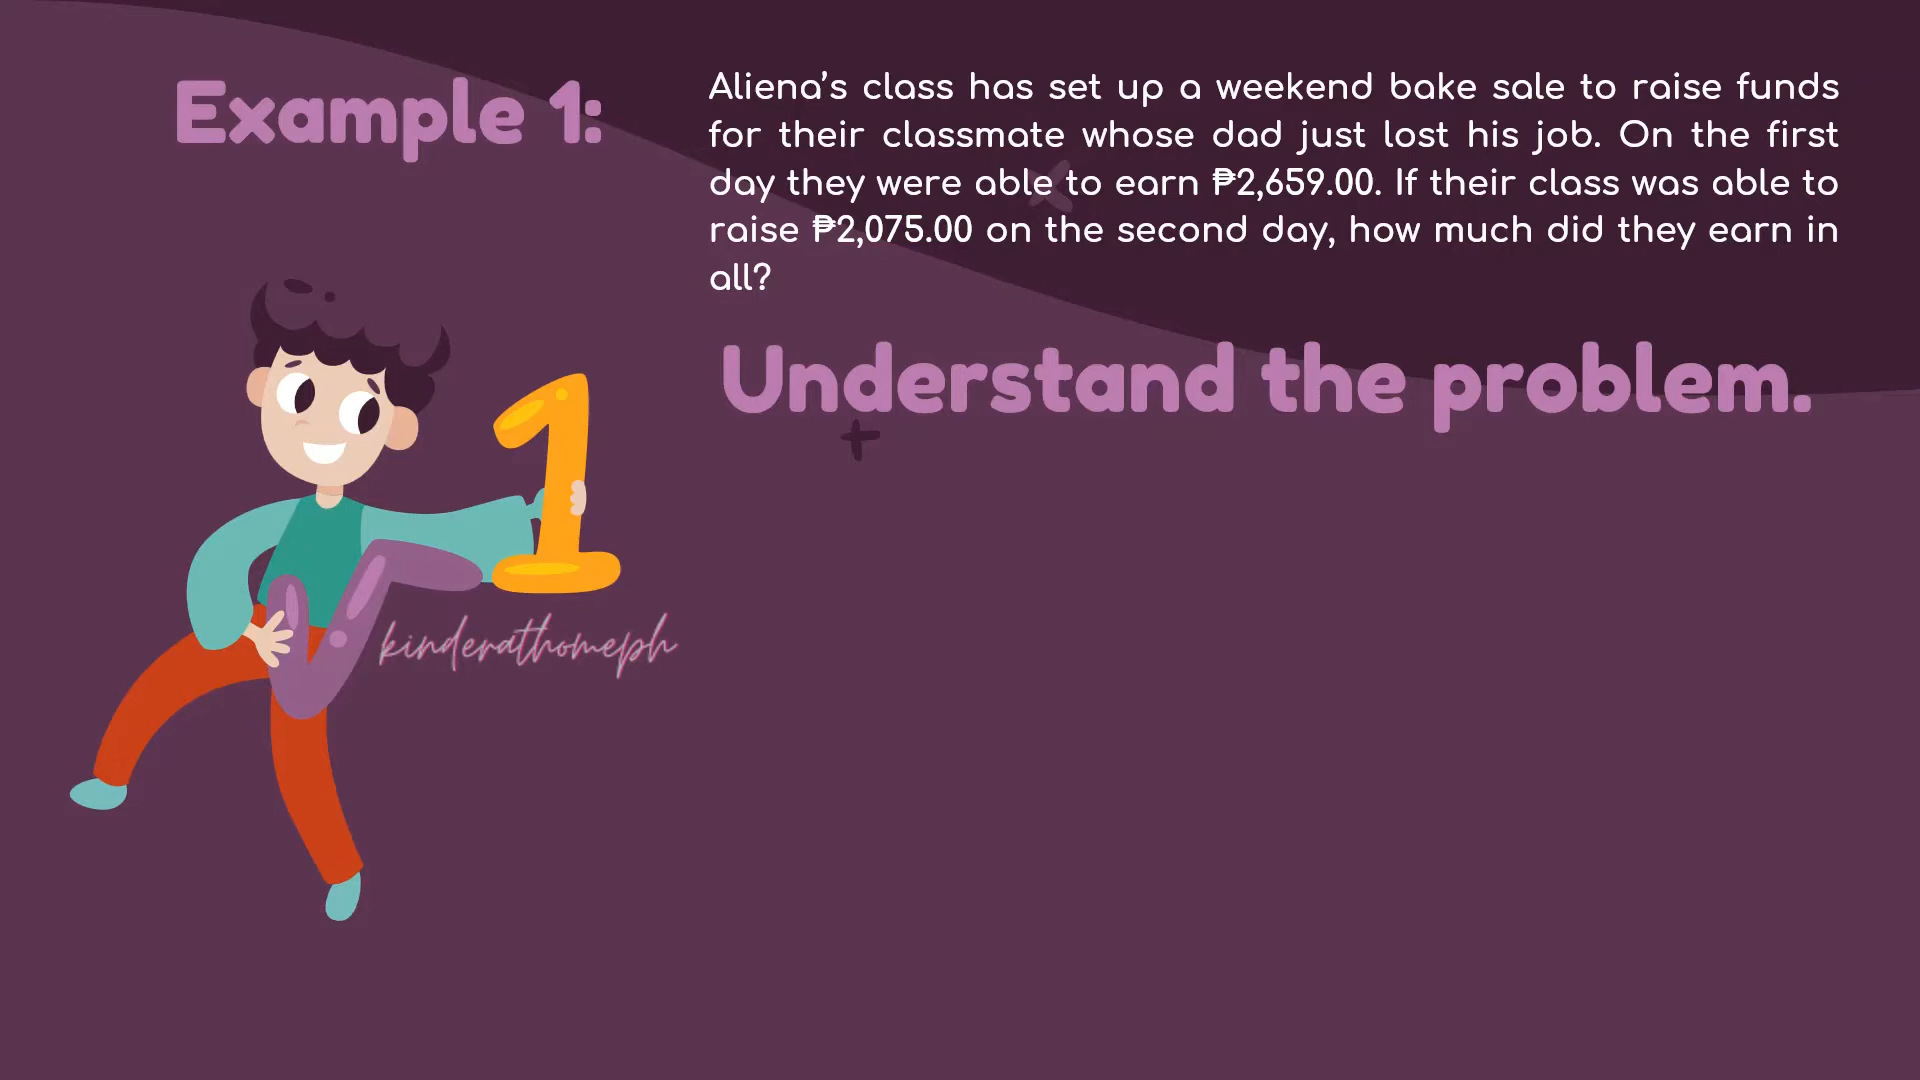 Example 1:
Aliena’s class has set up a weekend bake sale to raise funds
for their classmate whose dad just lost his job. On the first
day they were able to earn ₱2,659.00. If their class was able to
raise ₱2,075.00 on the second day, how much did they earn in
all?
Understand the problem.
1
kinderathomeph